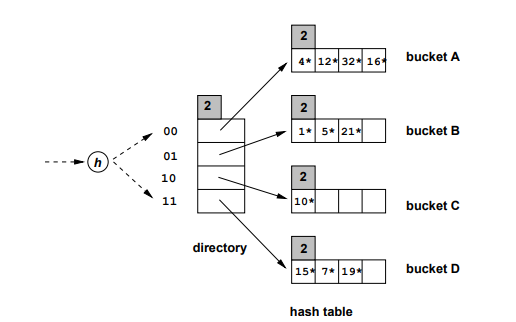 2
4* 12* 32* 16*
bucket A
2
2
1* 5* 21*
bucket B
00
01
h
10
11
2
10*
bucket C
directory
2
15* 7* 19*
bucket D
hash table